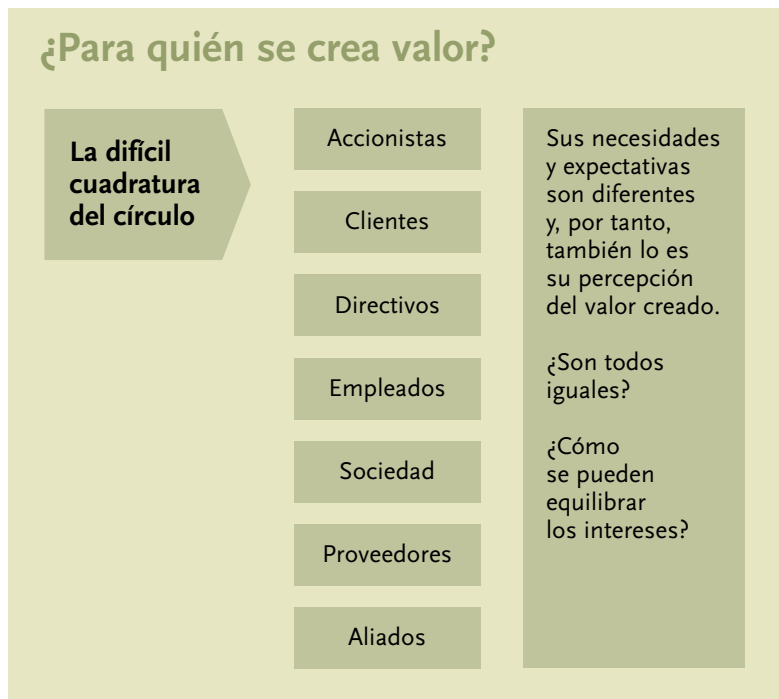 ¿Para quién se crea valor?
La difícil
cuadratura
del círculo
Accionistas
Clientes
Directivos
Empleados
Sociedad
Proveedores
Aliados
Sus necesidades
y expectativas
son diferentes
y, por tanto,
también lo es
su percepción
del valor creado.
¿Son todos
iguales?
¿Cómo
se pueden
equilibrar
los intereses?